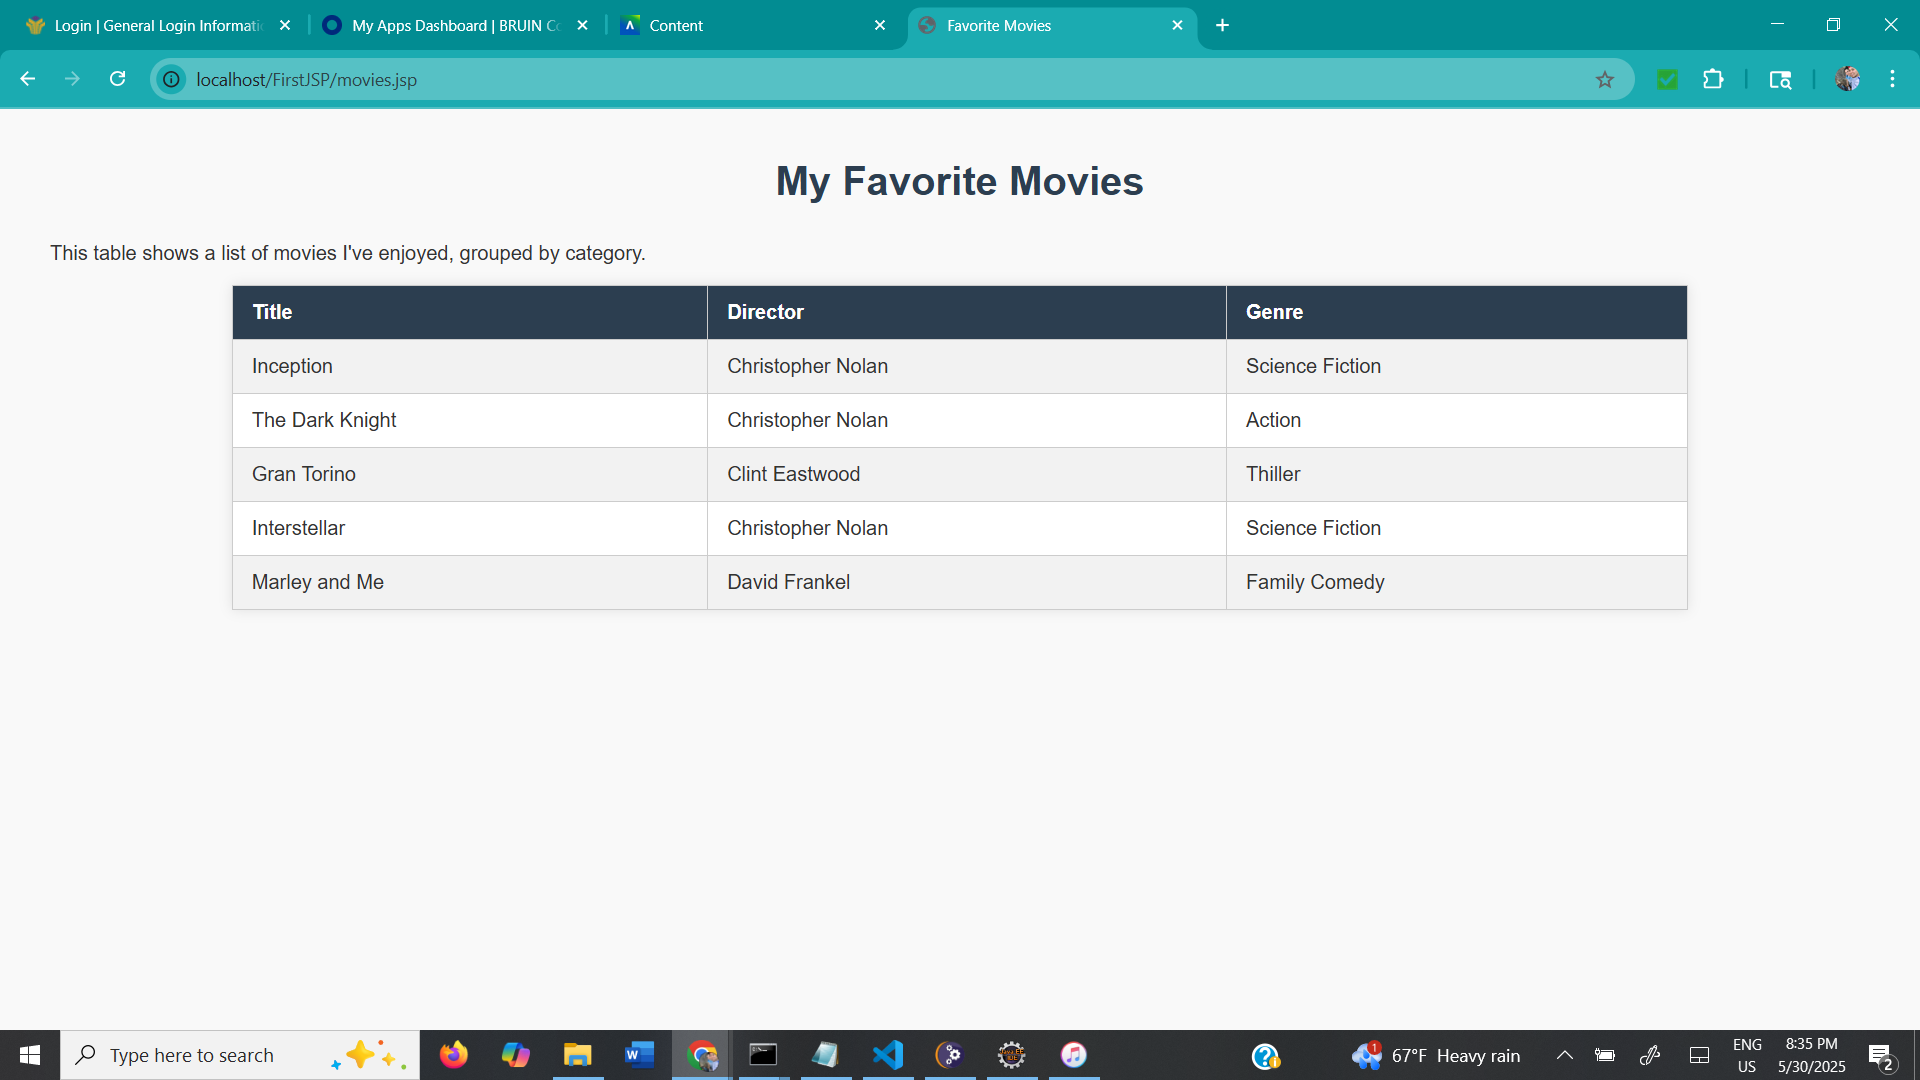 Login | General Login Informati
My Apps Dashboard | BRUIN Co
Content
Favorite Movies
localhost/FirstJSP/movies.jsp
My Favorite Movies
This table shows a list of movies I've enjoyed, grouped by category.
Title Director Genre
Inception Christopher Nolan Science Fiction
The Dark Knight Christopher Nolan Action
Gran Torino Clint Eastwood Thiller
Interstellar Christopher Nolan Science Fiction
Marley and Me David Frankel Family Comedy
Type here to search
1
67°F Heavy rain
ENG
US
8:35 PM
5/30/2025
2